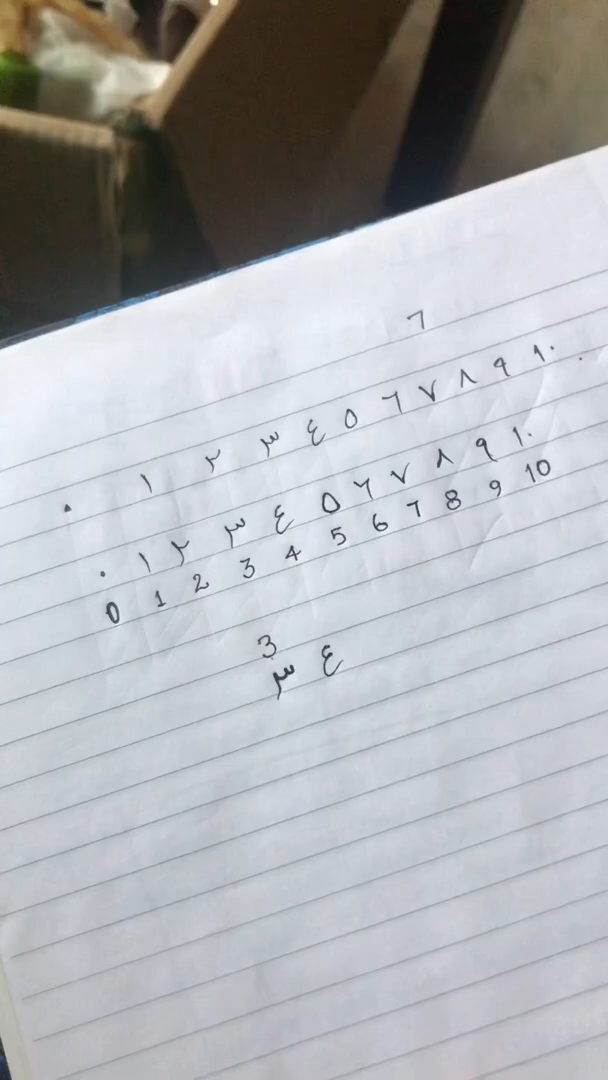 ٦
٠ ١ ٢ ٣ ٤ ٥ ٦ ٧ ٨ ٩ ١٠
٠ ١ ٢ ٣ ٤ ٥ ٦ ٧ ٨ ٩ ١٠
0 1 2 3 4 5 6 7 8 9 10
3
٣ ٤